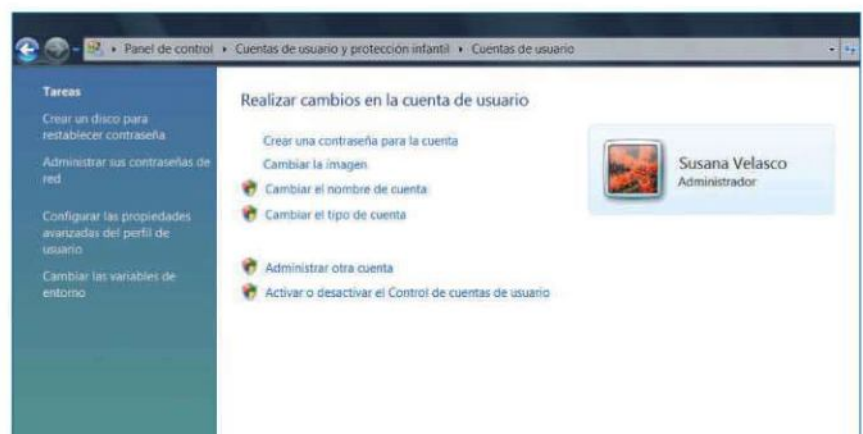 Panel de control ▸ Cuentas de usuario y protección infantil ▸ Cuentas de usuario
Tareas
Crear un disco para
restablecer contraseña
Administrar sus contraseñas de
red
Configurar las propiedades
avanzadas del perfil de
usuario
Cambiar las variables de
entorno
Realizar cambios en la cuenta de usuario
Crear una contraseña para la cuenta
Cambiar la imagen
Cambiar el nombre de cuenta
Cambiar el tipo de cuenta
Administrar otra cuenta
Activar o desactivar el Control de cuentas de usuario
Susana Velasco
Administrador